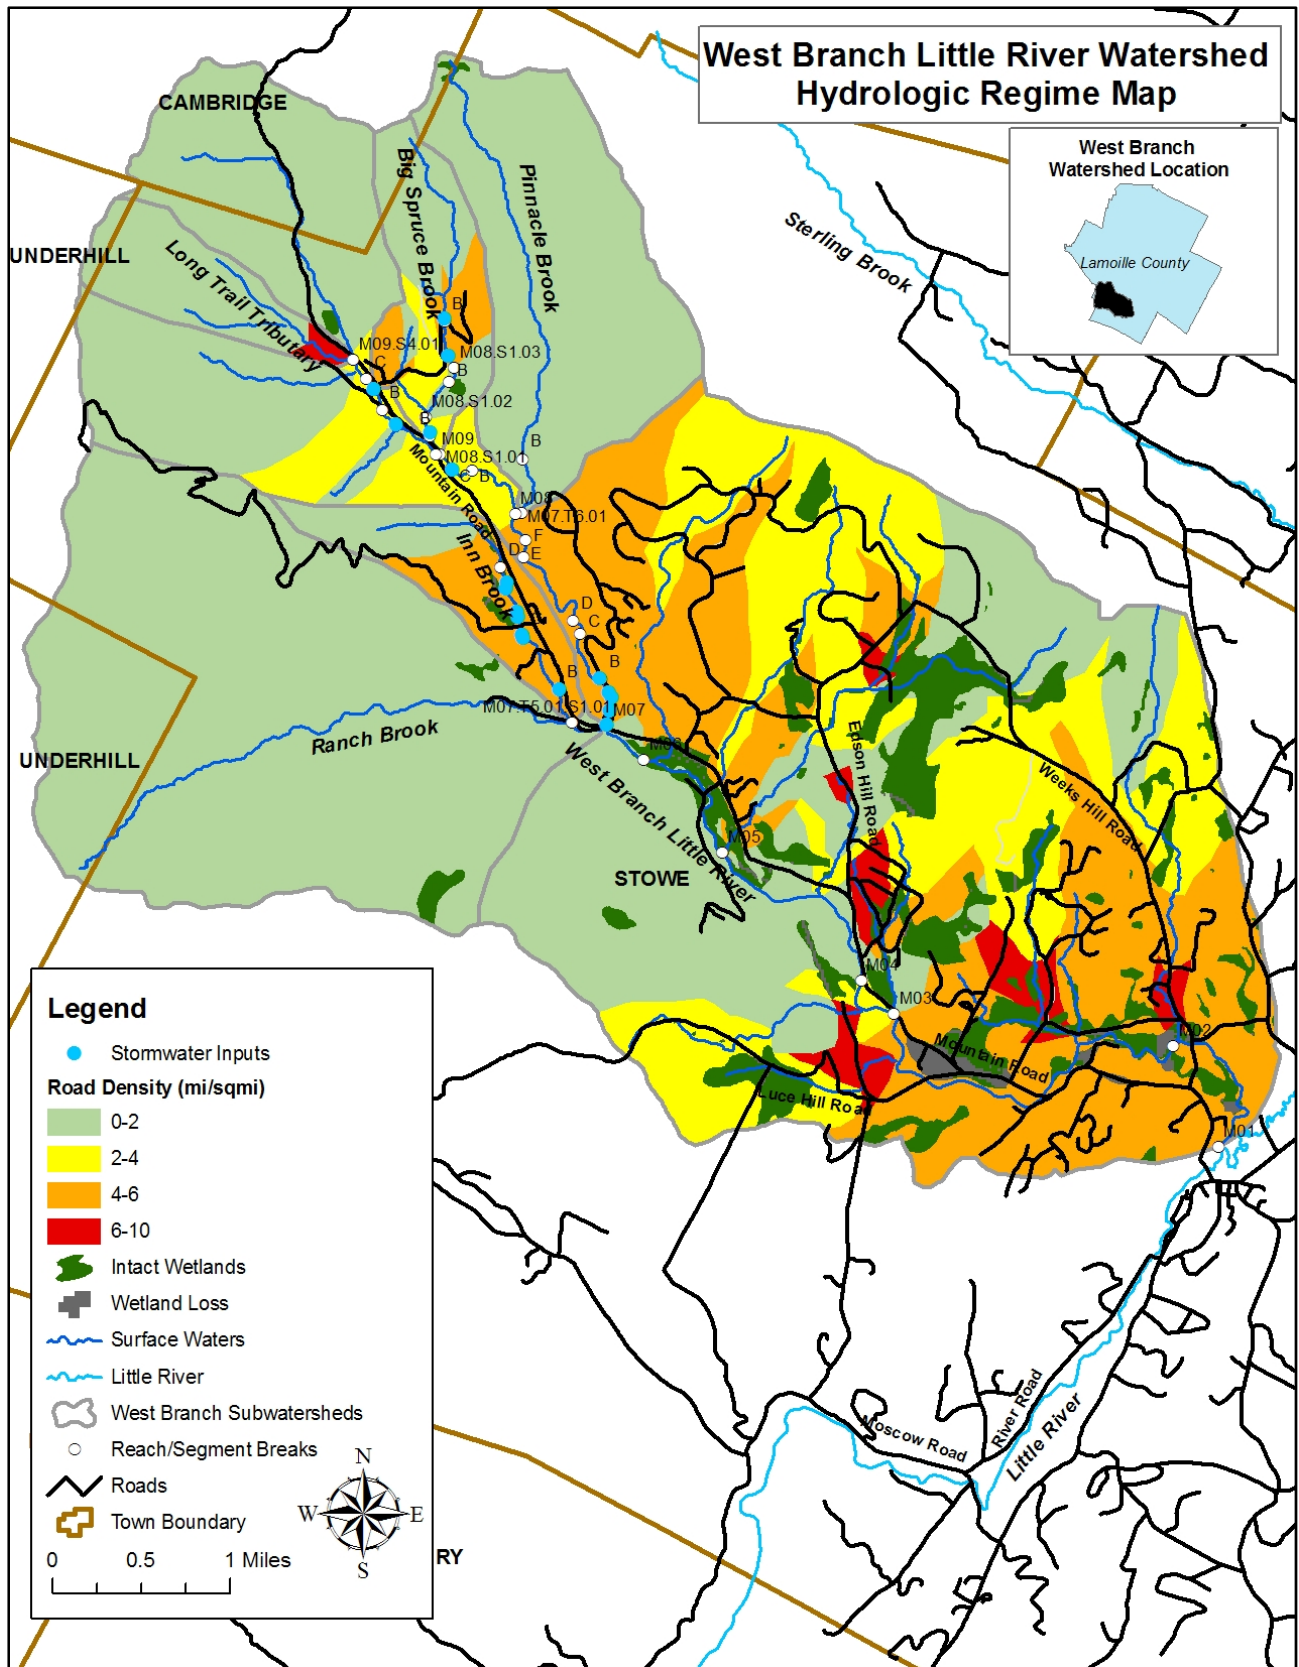 West Branch Little River Watershed
Hydrologic Regime Map
West Branch
Watershed Location
Lamoille County
CAMBRIDGE
UNDERHILL
Big Spruce Brook
Pinnacle Brook
Sterling Brook
Long Trail Tributary
B
M09.S4.01
C
M08.S1.03
B
B
M08.S1.02
B
M09
B
M08.S1.01
C
B
Mountain Road
M08
M07.T6.01
F
D
E
Inn Brook
D
C
B
B
M07.T5.01.S1.01
M07
Ranch Brook
UNDERHILL
M06
West Branch Little River
Edson Hill Road
Weeks Hill Road
M05
STOWE
M04
M03
M02
Mountain Road
Luce Hill Road
M01
River Road
Little River
Moscow Road
RY
Legend
Stormwater Inputs
Road Density (mi/sqmi)
0-2
2-4
4-6
6-10
Intact Wetlands
Wetland Loss
Surface Waters
Little River
West Branch Subwatersheds
Reach/Segment Breaks
Roads
Town Boundary
0 0.5 1 Miles
N
W
E
S